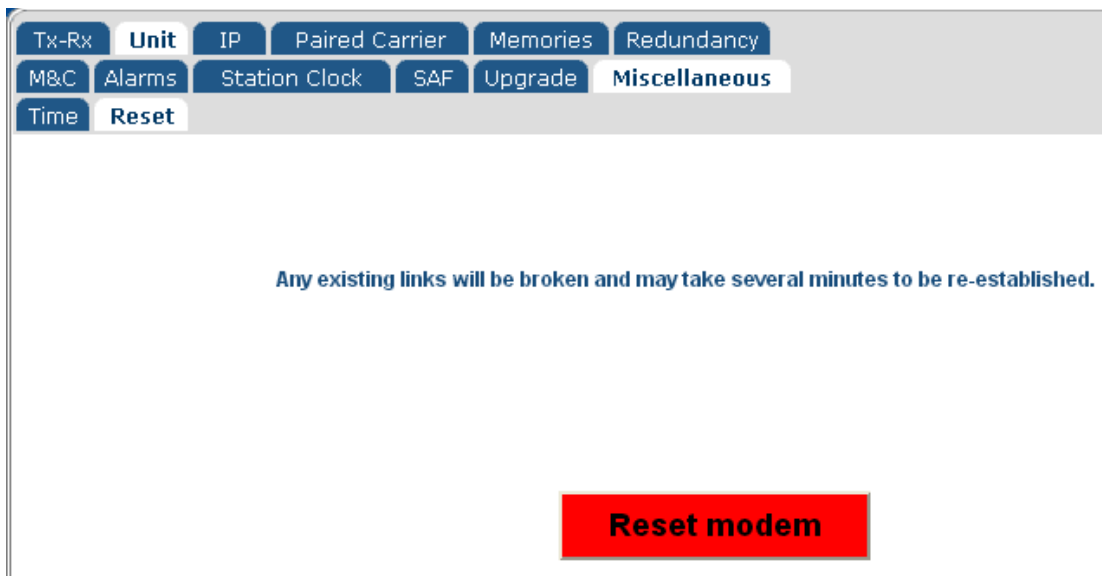 Tx-Rx Unit IP Paired Carrier Memories Redundancy
M&C Alarms Station Clock SAF Upgrade Miscellaneous
Time Reset
Any existing links will be broken and may take several minutes to be re-established.
Reset modem